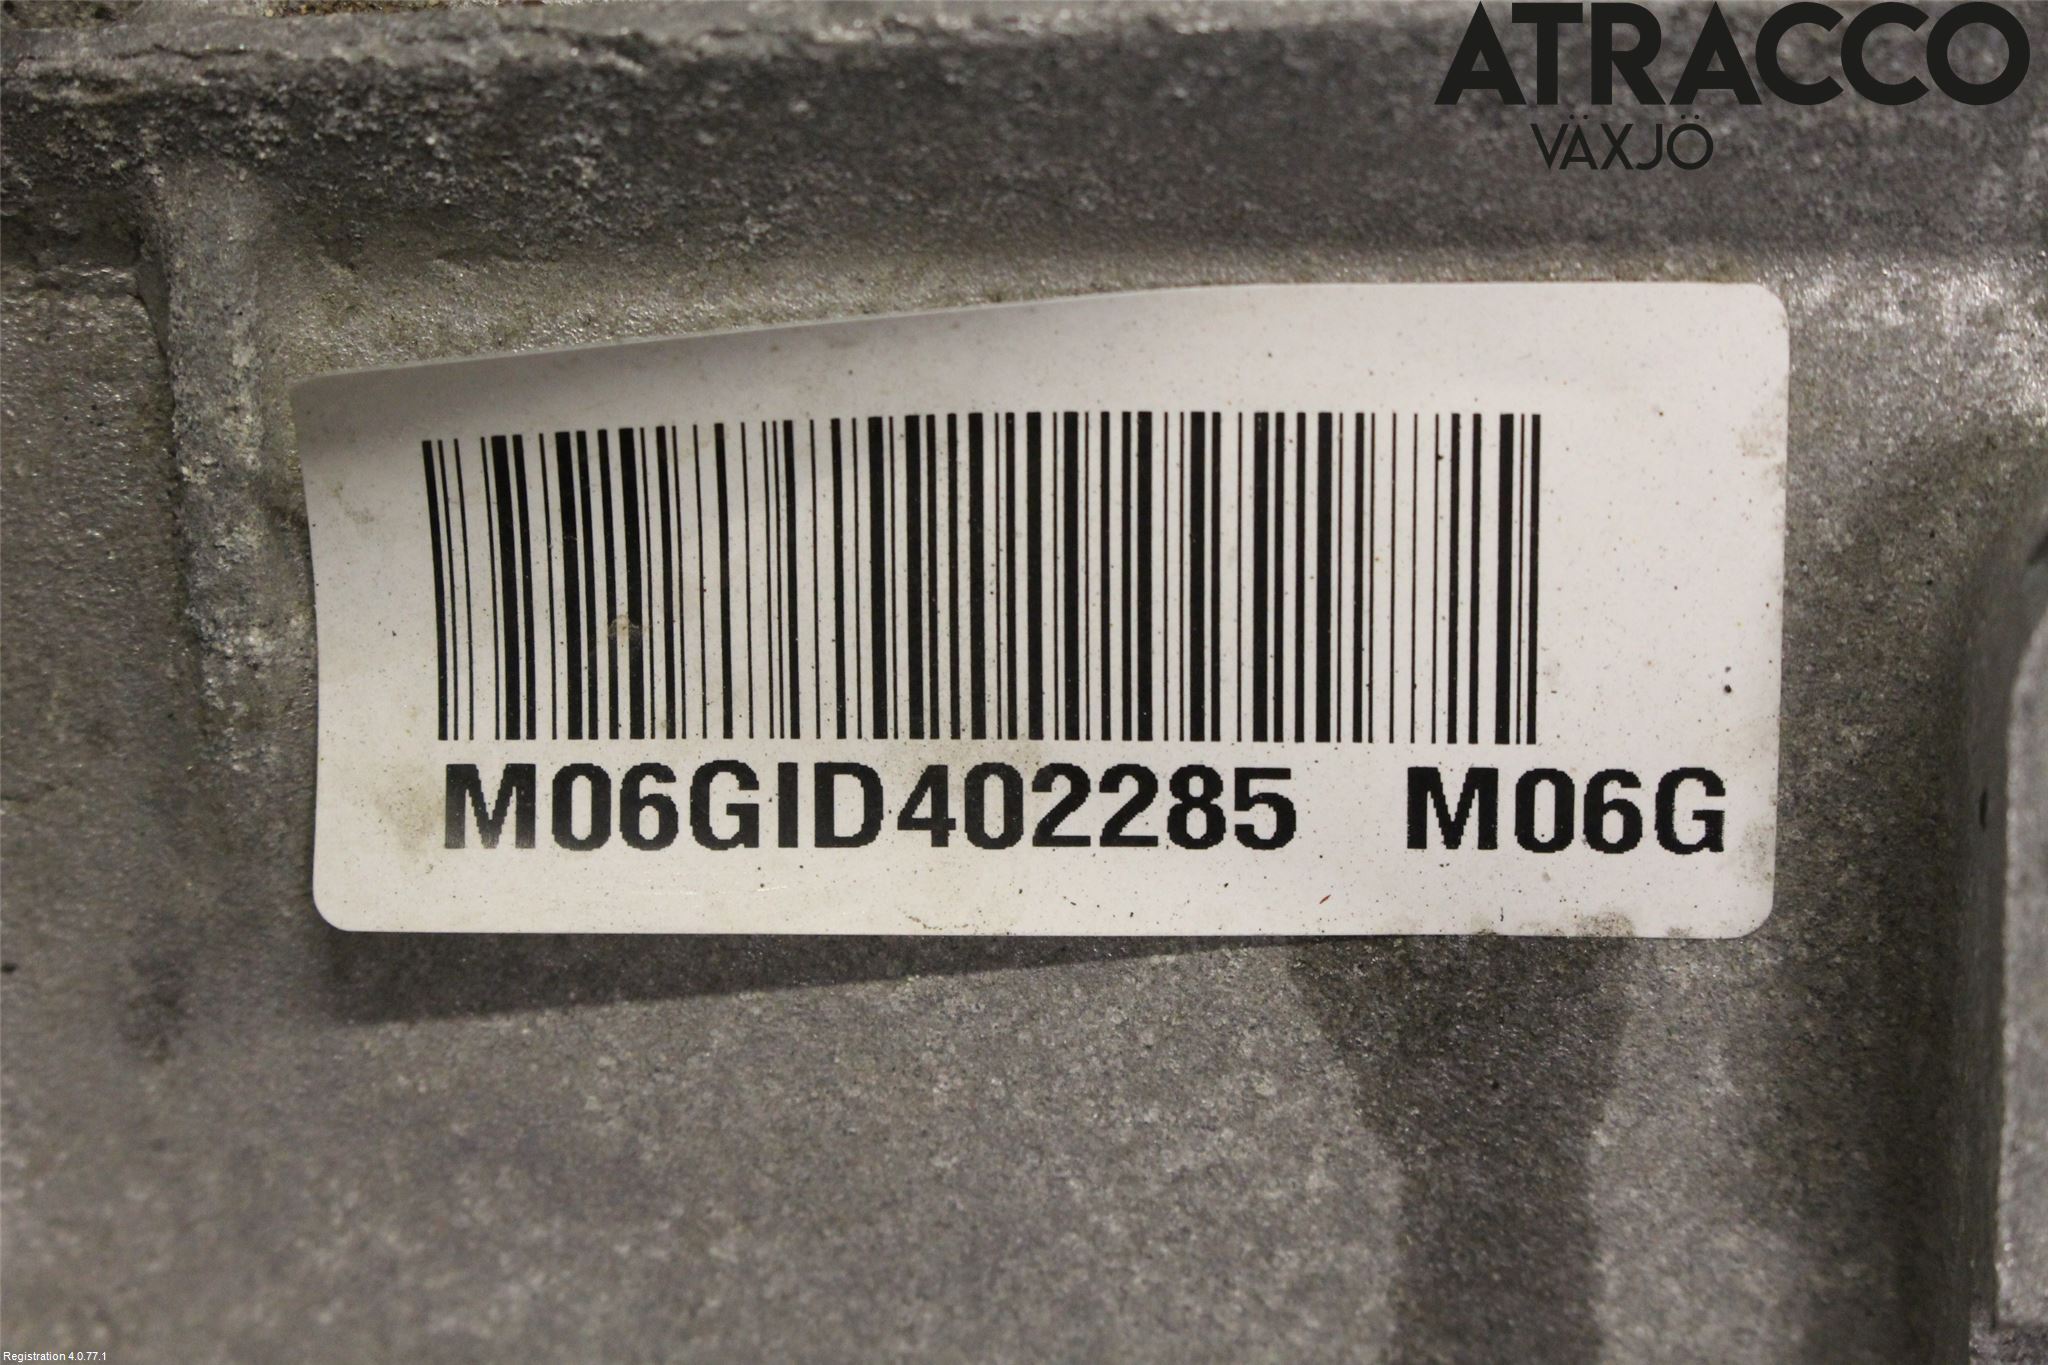 ATRACCO
VÄXJÖ
M06GID402285 M06G
Registration 4.0.77.1